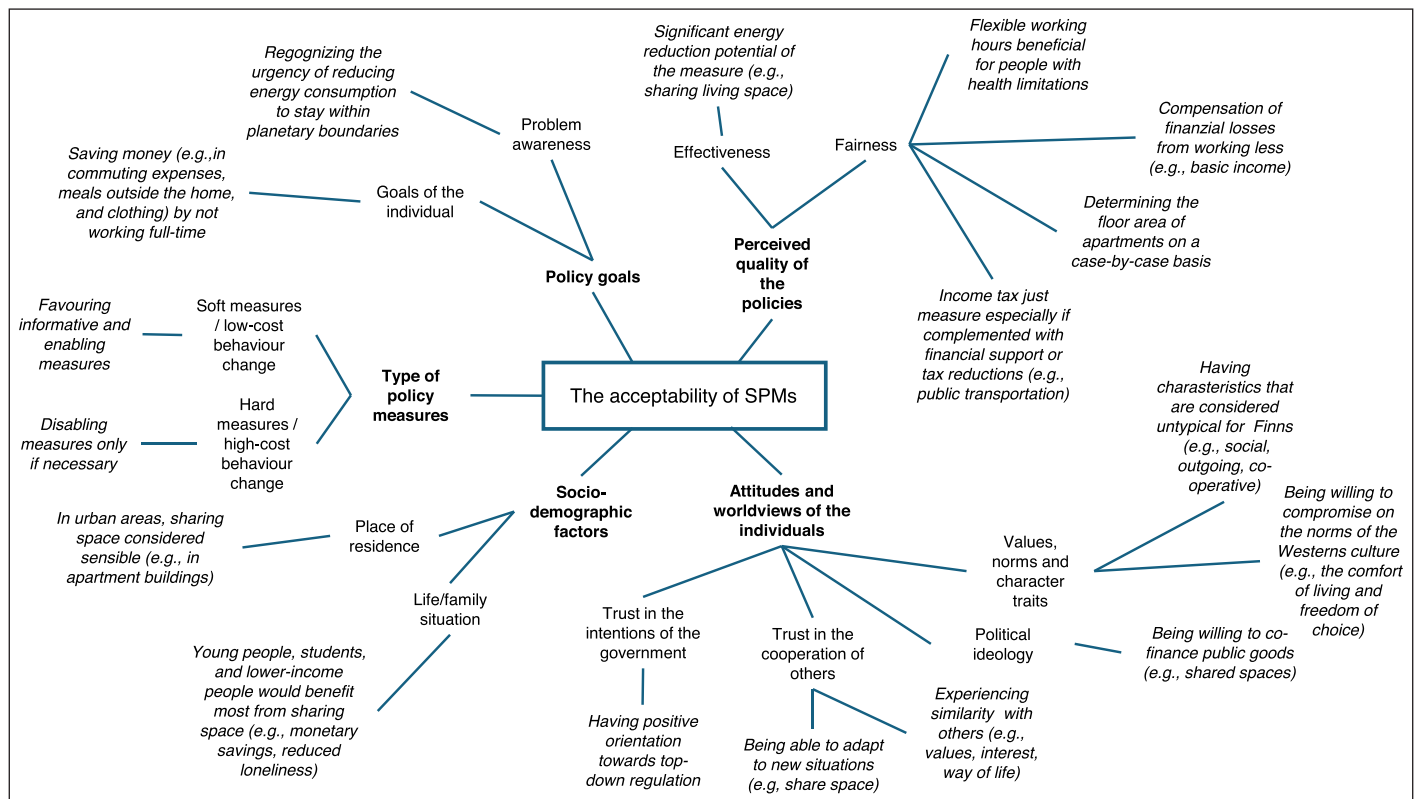 Regognizing the
urgency of reducing
energy consumption
to stay within
planetary boundaries
Problem
awareness
Saving money (e.g.,in
commuting expenses,
meals outside the home,
and clothing) by not
working full-time
Goals of the
individual
Policy goals
Significant energy
reduction potential of
the measure (e.g.,
sharing living space)
Effectiveness
Flexible working
hours beneficial
for people with
health limitations
Fairness
Compensation of
finanzial losses
from working less
(e.g., basic income)
Determining the
floor area of
apartments on a
case-by-case basis
Income tax just
measure especially if
complemented with
financial support or
tax reductions (e.g.,
public transportation)
Perceived
quality of
the
policies
Favouring
informative and
enabling
measures
Soft measures
/ low-cost
behaviour
change
Disabling
measures only
if necessary
Hard
measures /
high-cost
behaviour
change
Type of
policy
measures
The acceptability of SPMs
Socio-
demographic
factors
In urban areas, sharing
space considered
sensible (e.g., in
apartment buildings)
Place of
residence
Life/family
situation
Young people, students,
and lower-income
people would benefit
most from sharing
space (e.g., monetary
savings, reduced
loneliness)
Attitudes and
worldviews of the
individuals
Trust in the
intentions of the
government
Having positive
orientation
towards top-
down regulation
Trust in the
cooperation of
others
Being able to adapt
to new situations
(e.g, share space)
Experiencing
similarity with
others (e.g.,
values, interest,
way of life)
Political
ideology
Being willing to co-
finance public goods
(e.g., shared spaces)
Values,
norms and
character
traits
Having
charasteristics that
are considered
untypical for Finns
(e.g., social,
outgoing, co-
operative)
Being willing to
compromise on
the norms of the
Westerns culture
(e.g., the comfort
of living and
freedom of
choice)